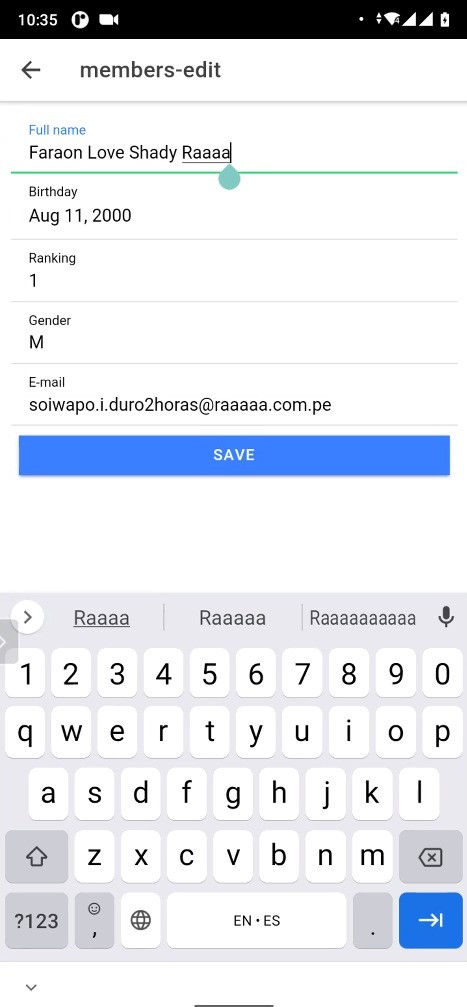 10:35
members-edit
Full name
Faraon Love Shady Raaaa
Birthday
Aug 11, 2000
Ranking
1
Gender
M
E-mail
soiwapo.i.duro2horas@raaaaa.com.pe
SAVE
Raaaa Raaaaa Raaaaaaaaaa
1 2 3 4 5 6 7 8 9 0
q w e r t y u i o p
a s d f g h j k l
z x c v b n m
?123 , EN • ES .